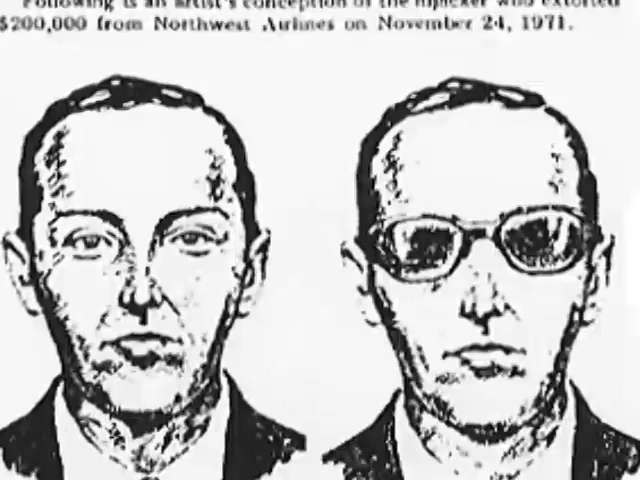 Following is an artist's conception of the hijacker who extorted
$200,000 from Northwest Airlines on November 24, 1971.